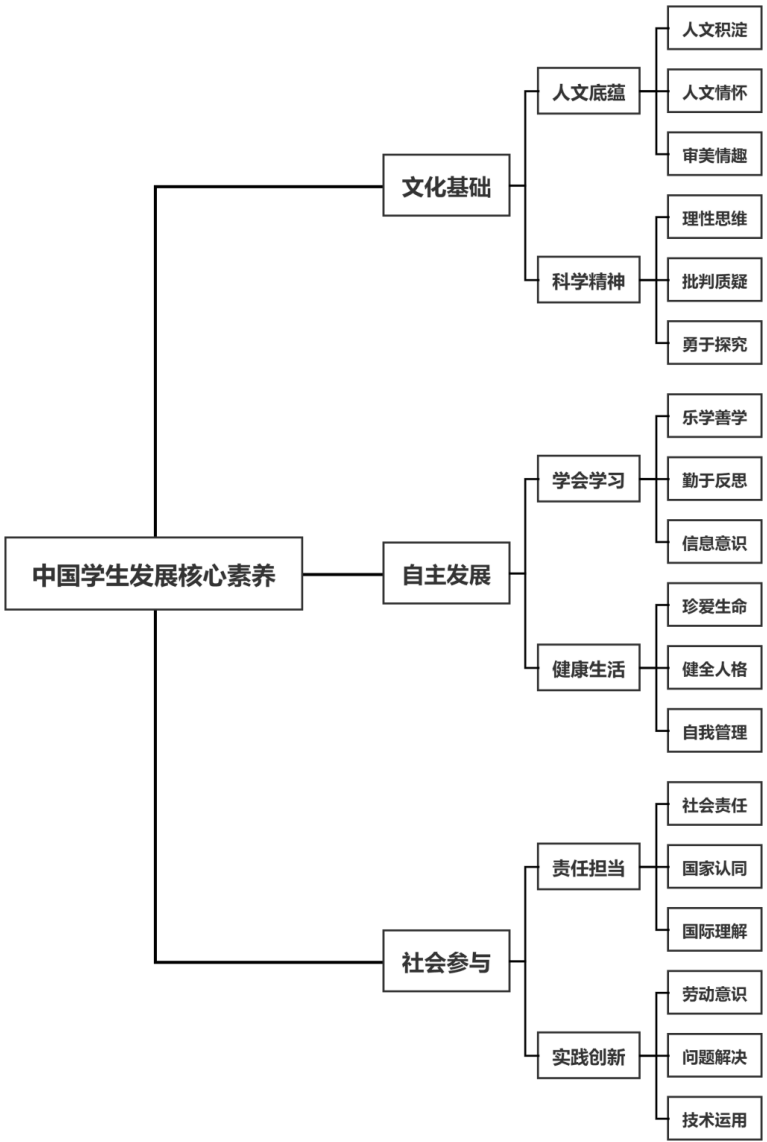 中国学生发展核心素养
文化基础
人文底蕴
人文积淀
人文情怀
审美情趣
科学精神
理性思维
批判质疑
勇于探究
自主发展
学会学习
乐学善学
勤于反思
信息意识
健康生活
珍爱生命
健全人格
自我管理
社会参与
责任担当
社会责任
国家认同
国际理解
实践创新
劳动意识
问题解决
技术运用